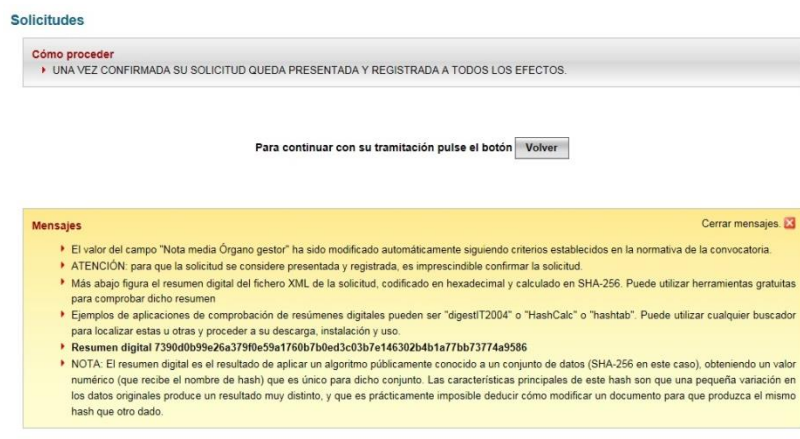 Solicitudes
Cómo proceder
UNA VEZ CONFIRMADA SU SOLICITUD QUEDA PRESENTADA Y REGISTRADA A TODOS LOS EFECTOS.
Para continuar con su tramitación pulse el botón Volver
Mensajes
Cerrar mensajes.
El valor del campo "Nota media Órgano gestor" ha sido modificado automáticamente siguiendo criterios establecidos en la normativa de la convocatoria.
ATENCIÓN: para que la solicitud se considere presentada y registrada, es imprescindible confirmar la solicitud.
Más abajo figura el resumen digital del fichero XML de la solicitud, codificado en hexadecimal y calculado en SHA-256. Puede utilizar herramientas gratuitas
para comprobar dicho resumen
Ejemplos de aplicaciones de comprobación de resúmenes digitales pueden ser "digestIT2004" o "HashCalc" o "hashtab". Puede utilizar cualquier buscador
para localizar estas u otras y proceder a su descarga, instalación y uso.
Resumen digital 7390d0b99e26a379f0e59a1760b7b0ed3c03b7e146302b4b1a77bb73774a9586
NOTA: El resumen digital es el resultado de aplicar un algoritmo públicamente conocido a un conjunto de datos (SHA-256 en este caso), obteniendo un valor
numérico (que recibe el nombre de hash) que es único para dicho conjunto. Las características principales de este hash son que una pequeña variación en
los datos originales produce un resultado muy distinto, y que es prácticamente imposible deducir cómo modificar un documento para que produzca el mismo
hash que otro dado.